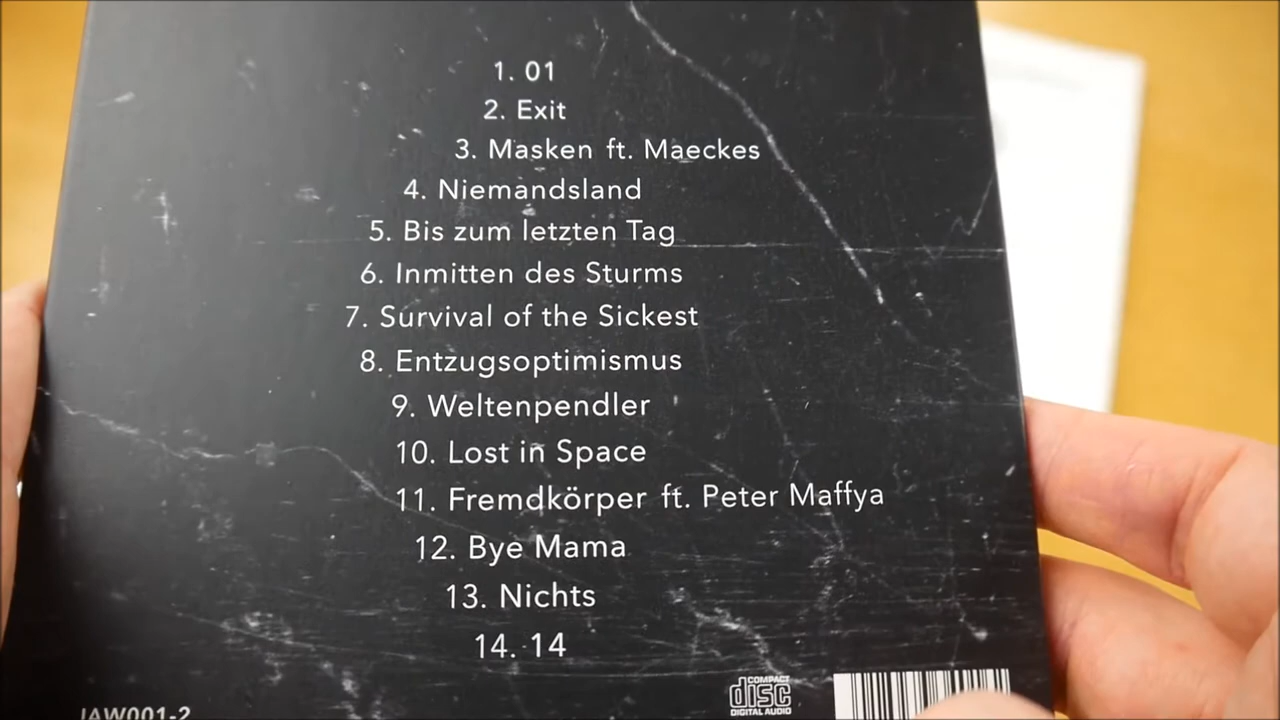 1. 01
2. Exit
3. Masken ft. Maeckes
4. Niemandsland
5. Bis zum letzten Tag
6. Inmitten des Sturms
7. Survival of the Sickest
8. Entzugsoptimismus
9. Weltenpendler
10. Lost in Space
11. Fremdkörper ft. Peter Maffya
12. Bye Mama
13. Nichts
14. 14
JAW001-2
COMPACT
disc
DIGITAL AUDIO